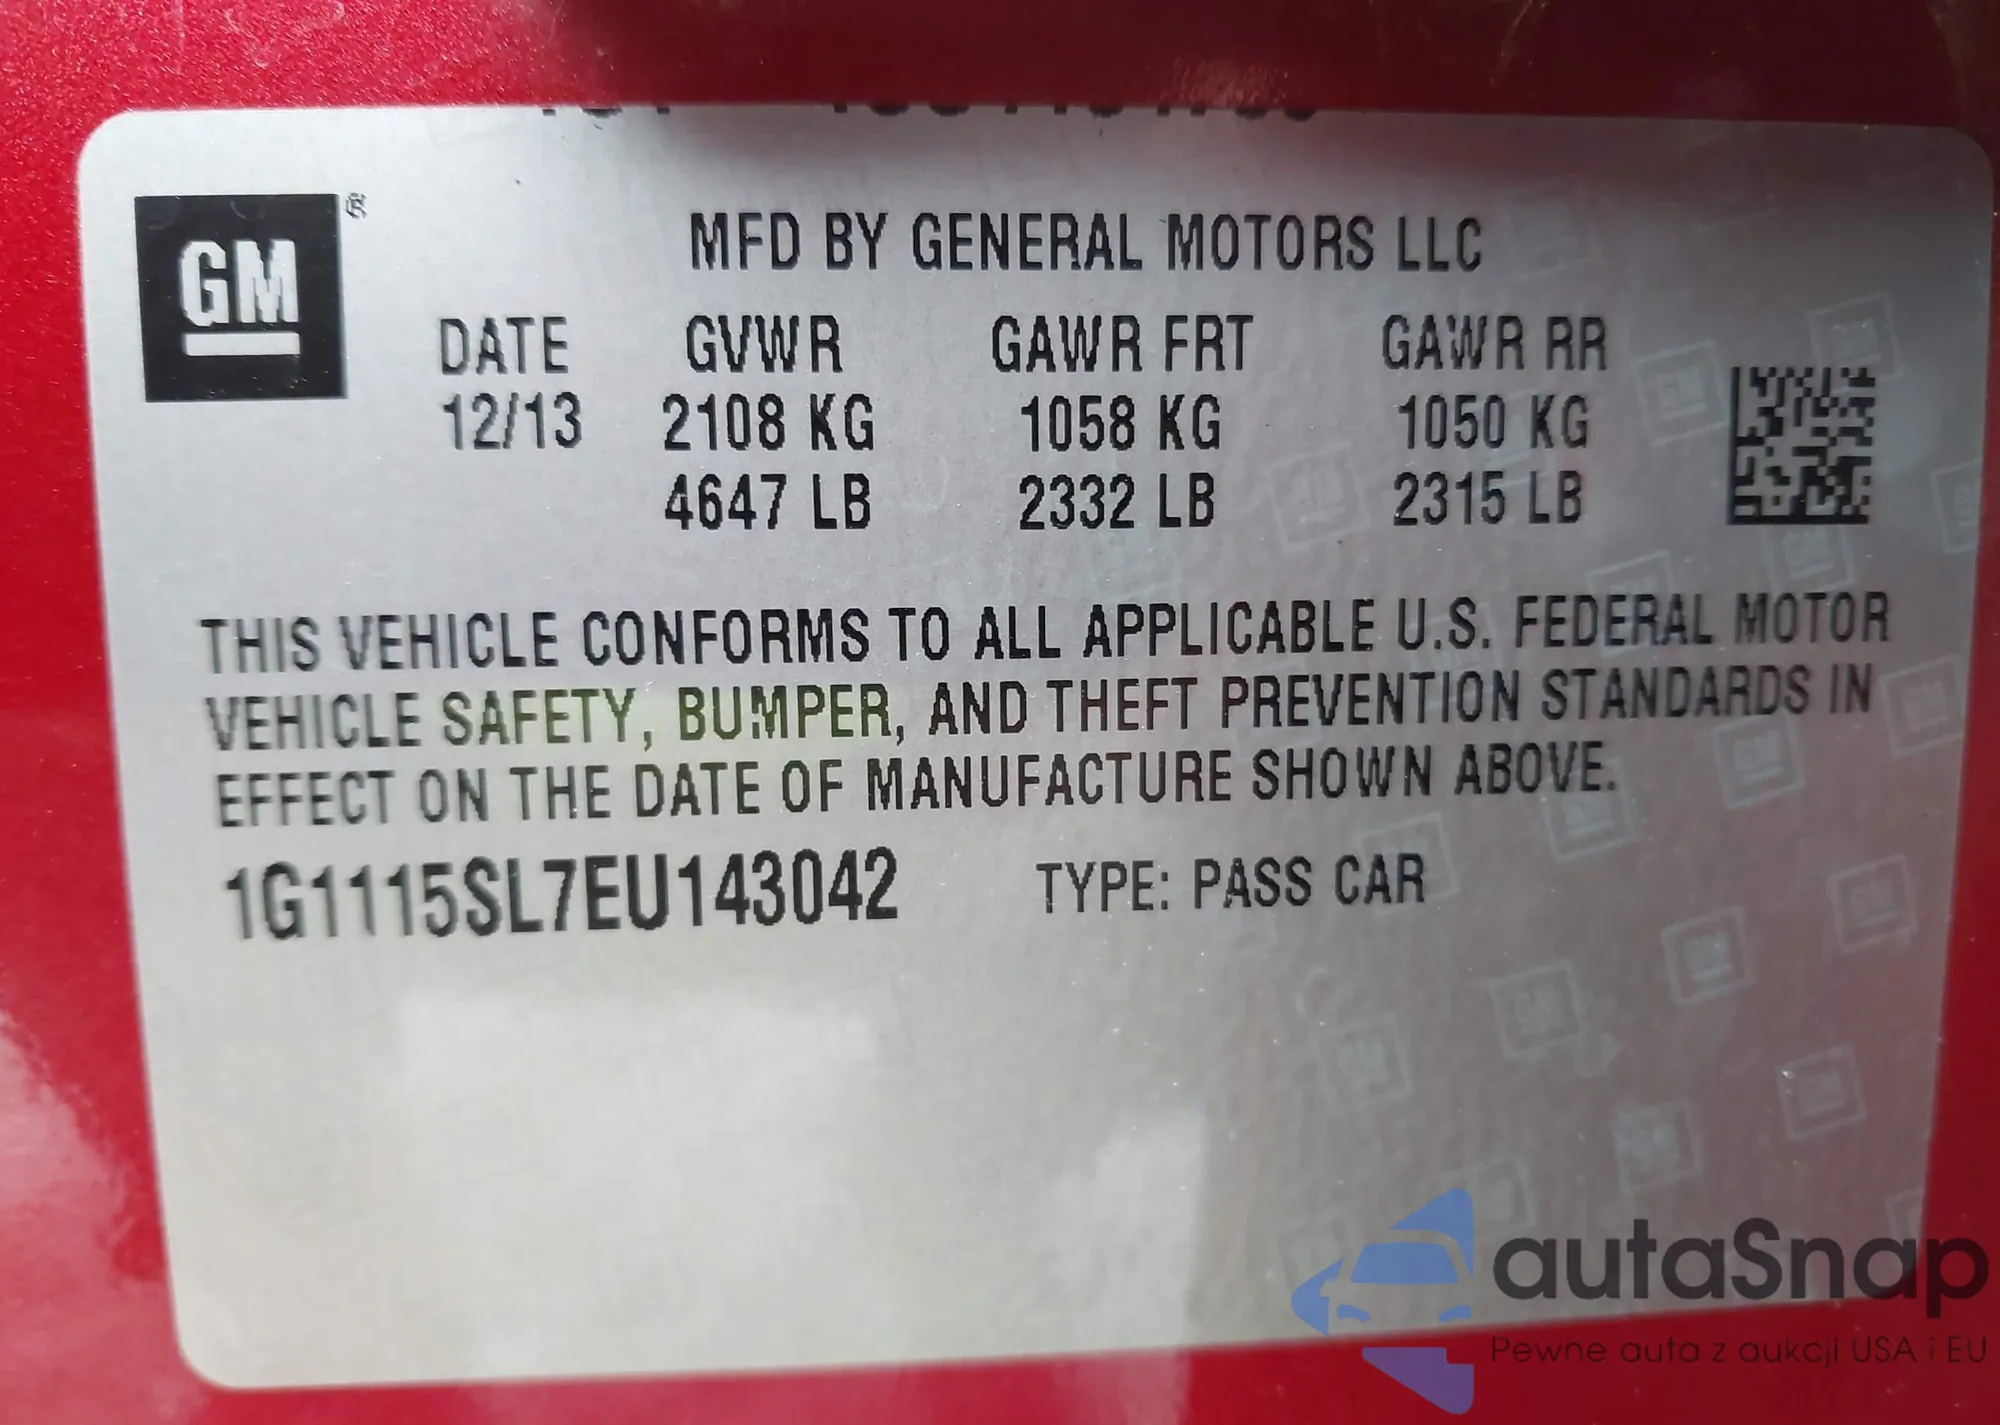 GM ®
MFD BY GENERAL MOTORS LLC
DATE GVWR GAWR FRT GAWR RR
12/13 2108 KG 1058 KG 1050 KG
4647 LB 2332 LB 2315 LB
THIS VEHICLE CONFORMS TO ALL APPLICABLE U.S. FEDERAL MOTOR
VEHICLE SAFETY, BUMPER, AND THEFT PREVENTION STANDARDS IN
EFFECT ON THE DATE OF MANUFACTURE SHOWN ABOVE.
1G1115SL7EU143042 TYPE: PASS CAR
autaSnap
Pewne auta z aukcji USA i EU